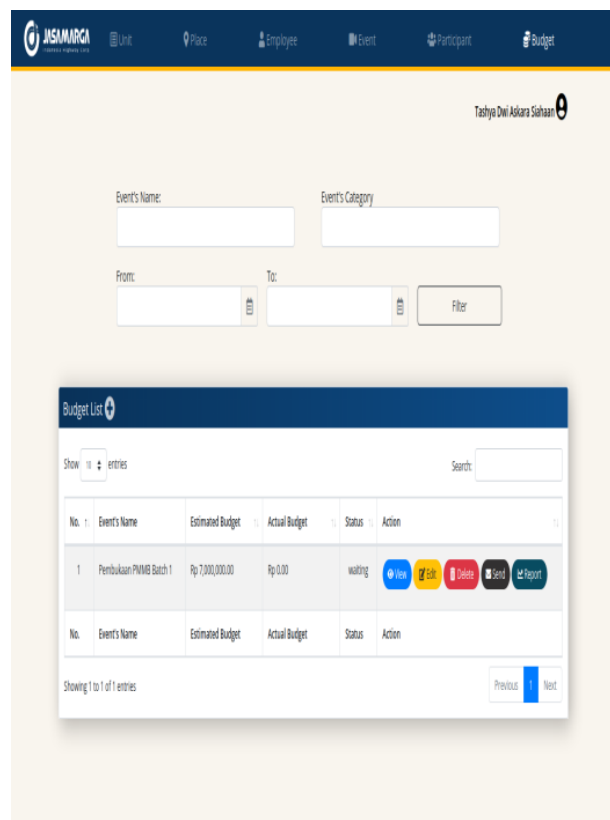 JASAMARGA Unit Place Employee Event Participant Budget
Indonesia Highway Corp
Tashya Dwi Askara Siahaan
Event's Name: Event's Category
From: To:
Filter
Budget List
Show 10 entries Search:
No. Event's Name Estimated Budget Actual Budget Status Action
1 Pembukaan PMMB Batch 1 Rp 7,000,000.00 Rp 0.00 waiting View Edit Delete Send Report
No. Event's Name Estimated Budget Actual Budget Status Action
Showing 1 to 1 of 1 entries Previous 1 Next